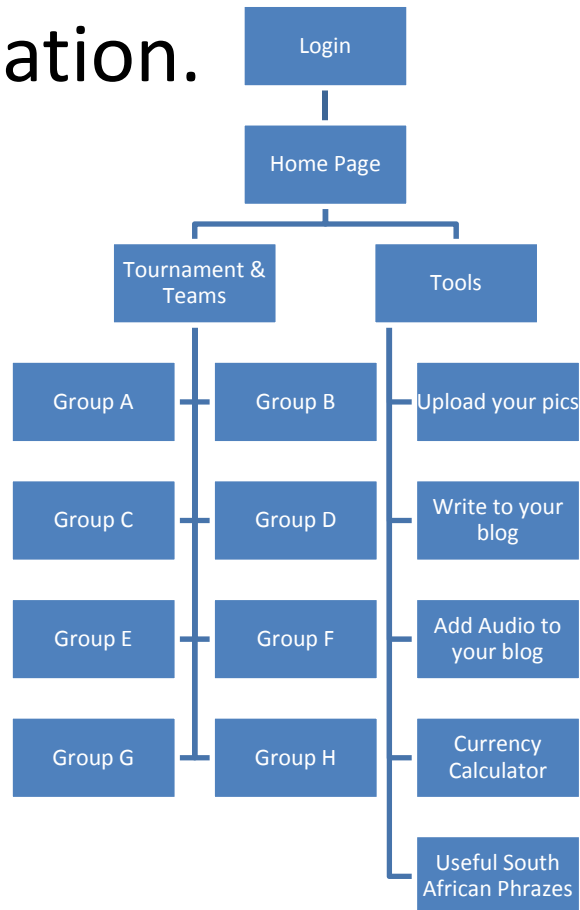 ation.
Login
Home Page
Tournament &
Teams
Tools
Group A
Group B
Upload your pics
Group C
Group D
Write to your
blog
Group E
Group F
Add Audio to
your blog
Group G
Group H
Currency
Calculator
Useful South
African Phrazes